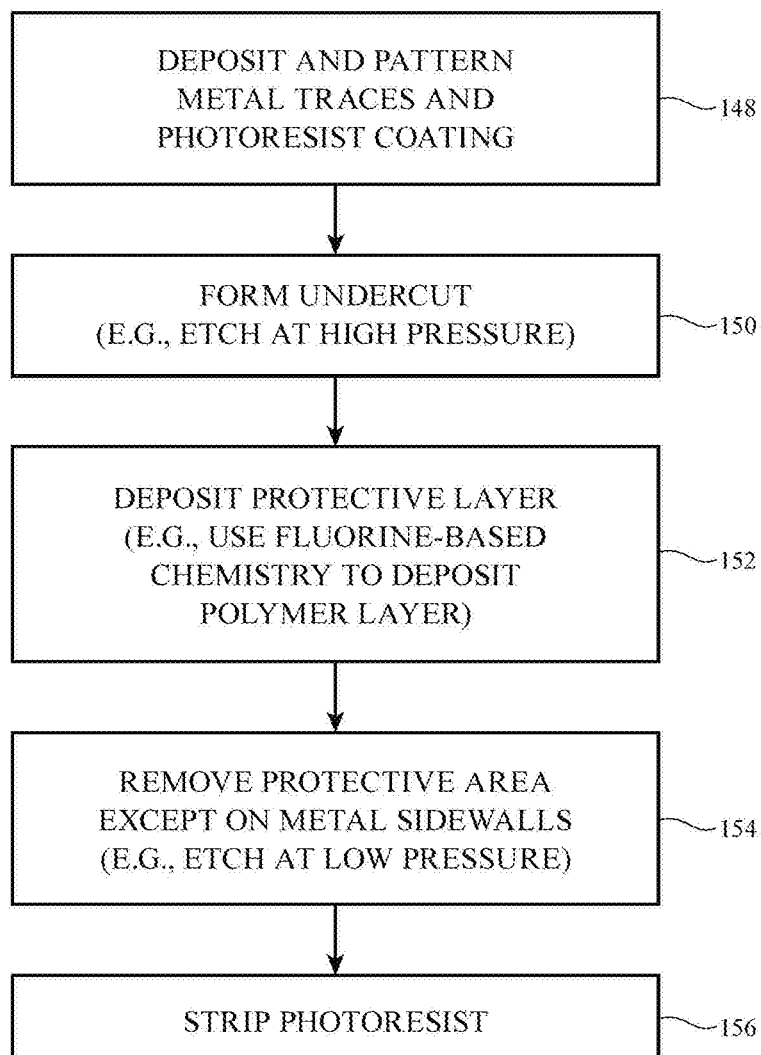 DEPOSIT AND PATTERN
METAL TRACES AND
PHOTORESIST COATING
148
FORM UNDERCUT
(E.G., ETCH AT HIGH PRESSURE)
150
DEPOSIT PROTECTIVE LAYER
(E.G., USE FLUORINE-BASED
CHEMISTRY TO DEPOSIT
POLYMER LAYER)
152
REMOVE PROTECTIVE AREA
EXCEPT ON METAL SIDEWALLS
(E.G., ETCH AT LOW PRESSURE)
154
STRIP PHOTORESIST
156